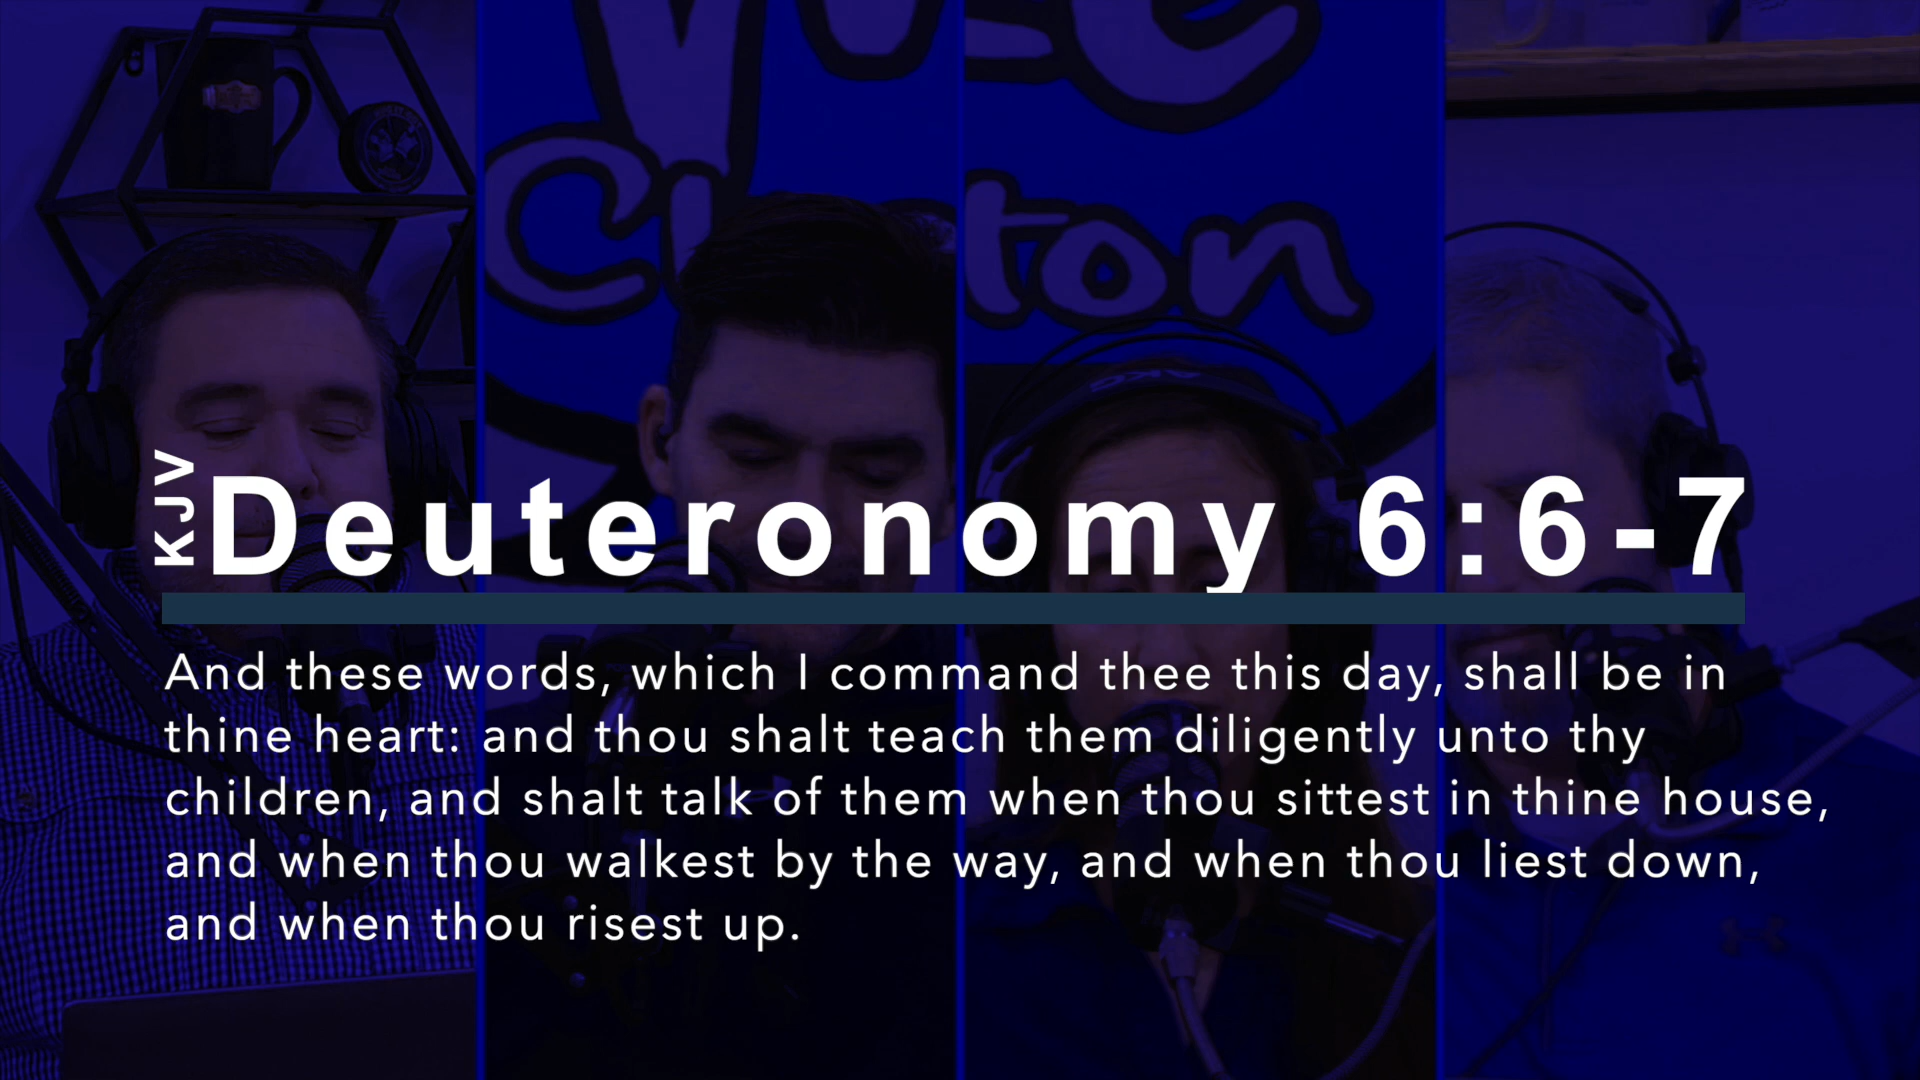 KJV
Deuteronomy 6:6-7
And these words, which I command thee this day, shall be in
thine heart: and thou shalt teach them diligently unto thy
children, and shalt talk of them when thou sittest in thine house,
and when thou walkest by the way, and when thou liest down,
and when thou risest up.
AKG